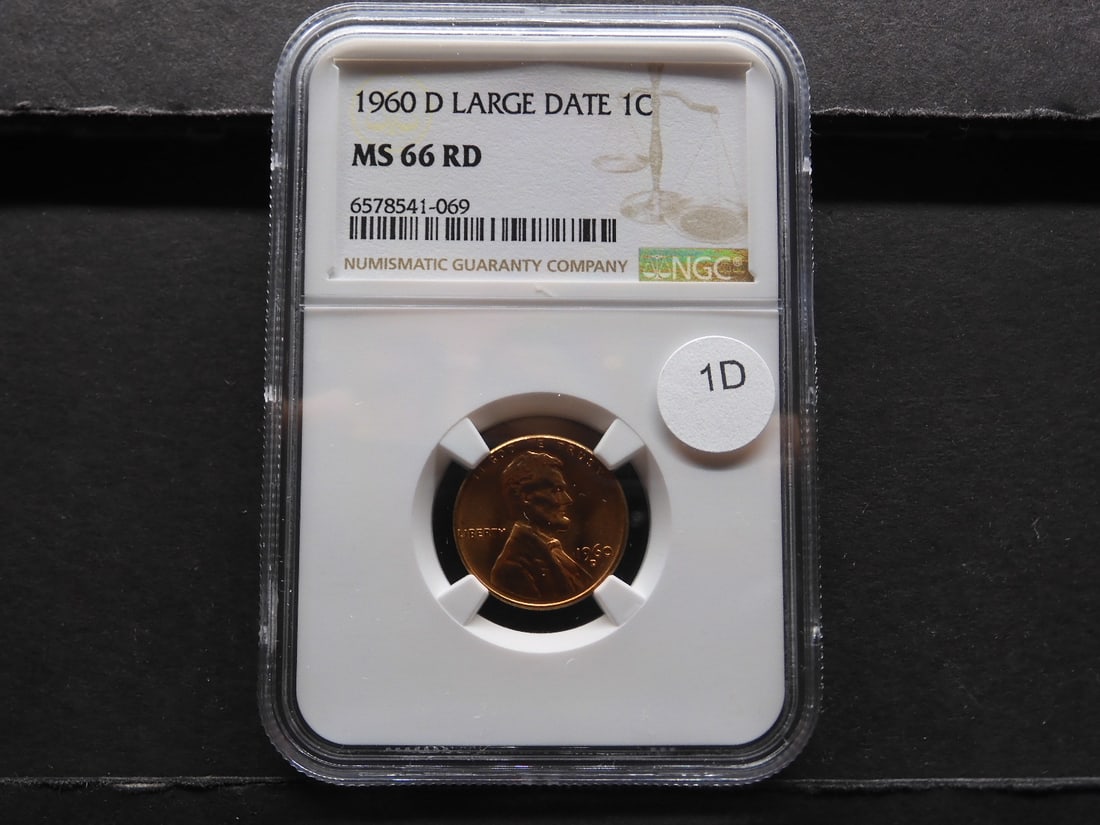 1960 D LARGE DATE 1C
MS 66 RD
6578541-069
NUMISMATIC GUARANTY COMPANY
NGC®
1D
LIBERTY
1960
D